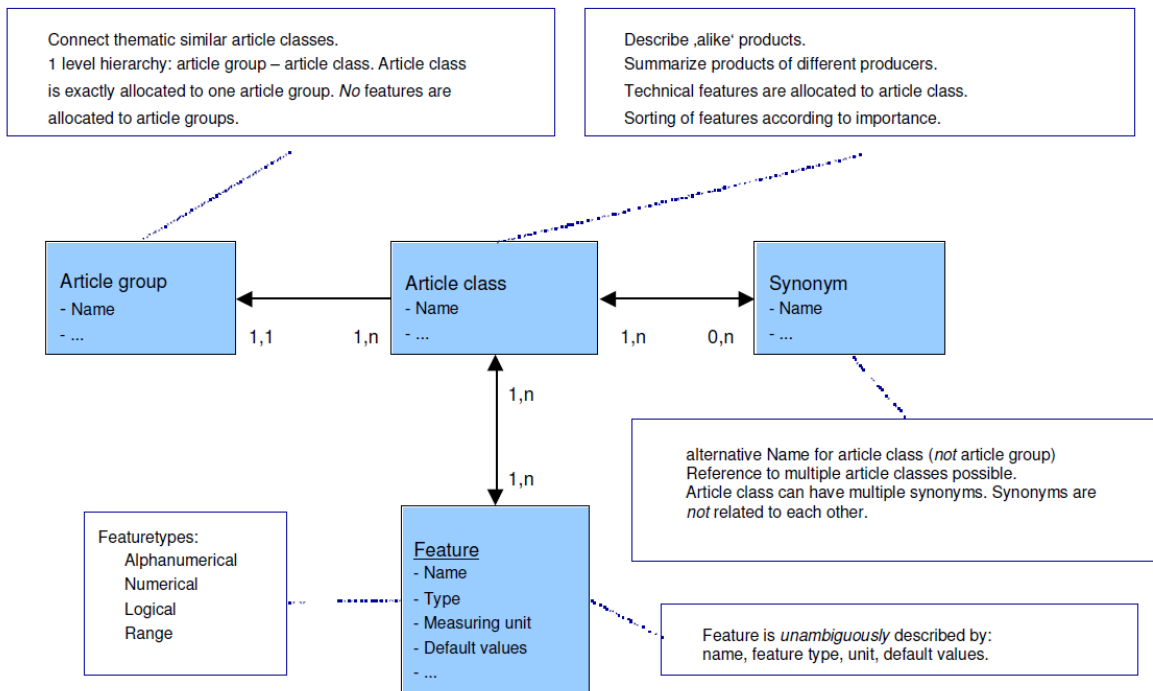 Connect thematic similar article classes.
1 level hierarchy: article group – article class. Article class
is exactly allocated to one article group. No features are
allocated to article groups.
Describe ‚alike‘ products.
Summarize products of different producers.
Technical features are allocated to article class.
Sorting of features according to importance.
Article group
- Name
- ...
Article class
- Name
- ...
Synonym
- Name
- ...
1,1
1,n
1,n
0,n
1,n
1,n
alternative Name for article class (not article group)
Reference to multiple article classes possible.
Article class can have multiple synonyms. Synonyms are
not related to each other.
Featuretypes:
Alphanumerical
Numerical
Logical
Range
Feature
- Name
- Type
- Measuring unit
- Default values
- ...
Feature is unambiguously described by:
name, feature type, unit, default values.